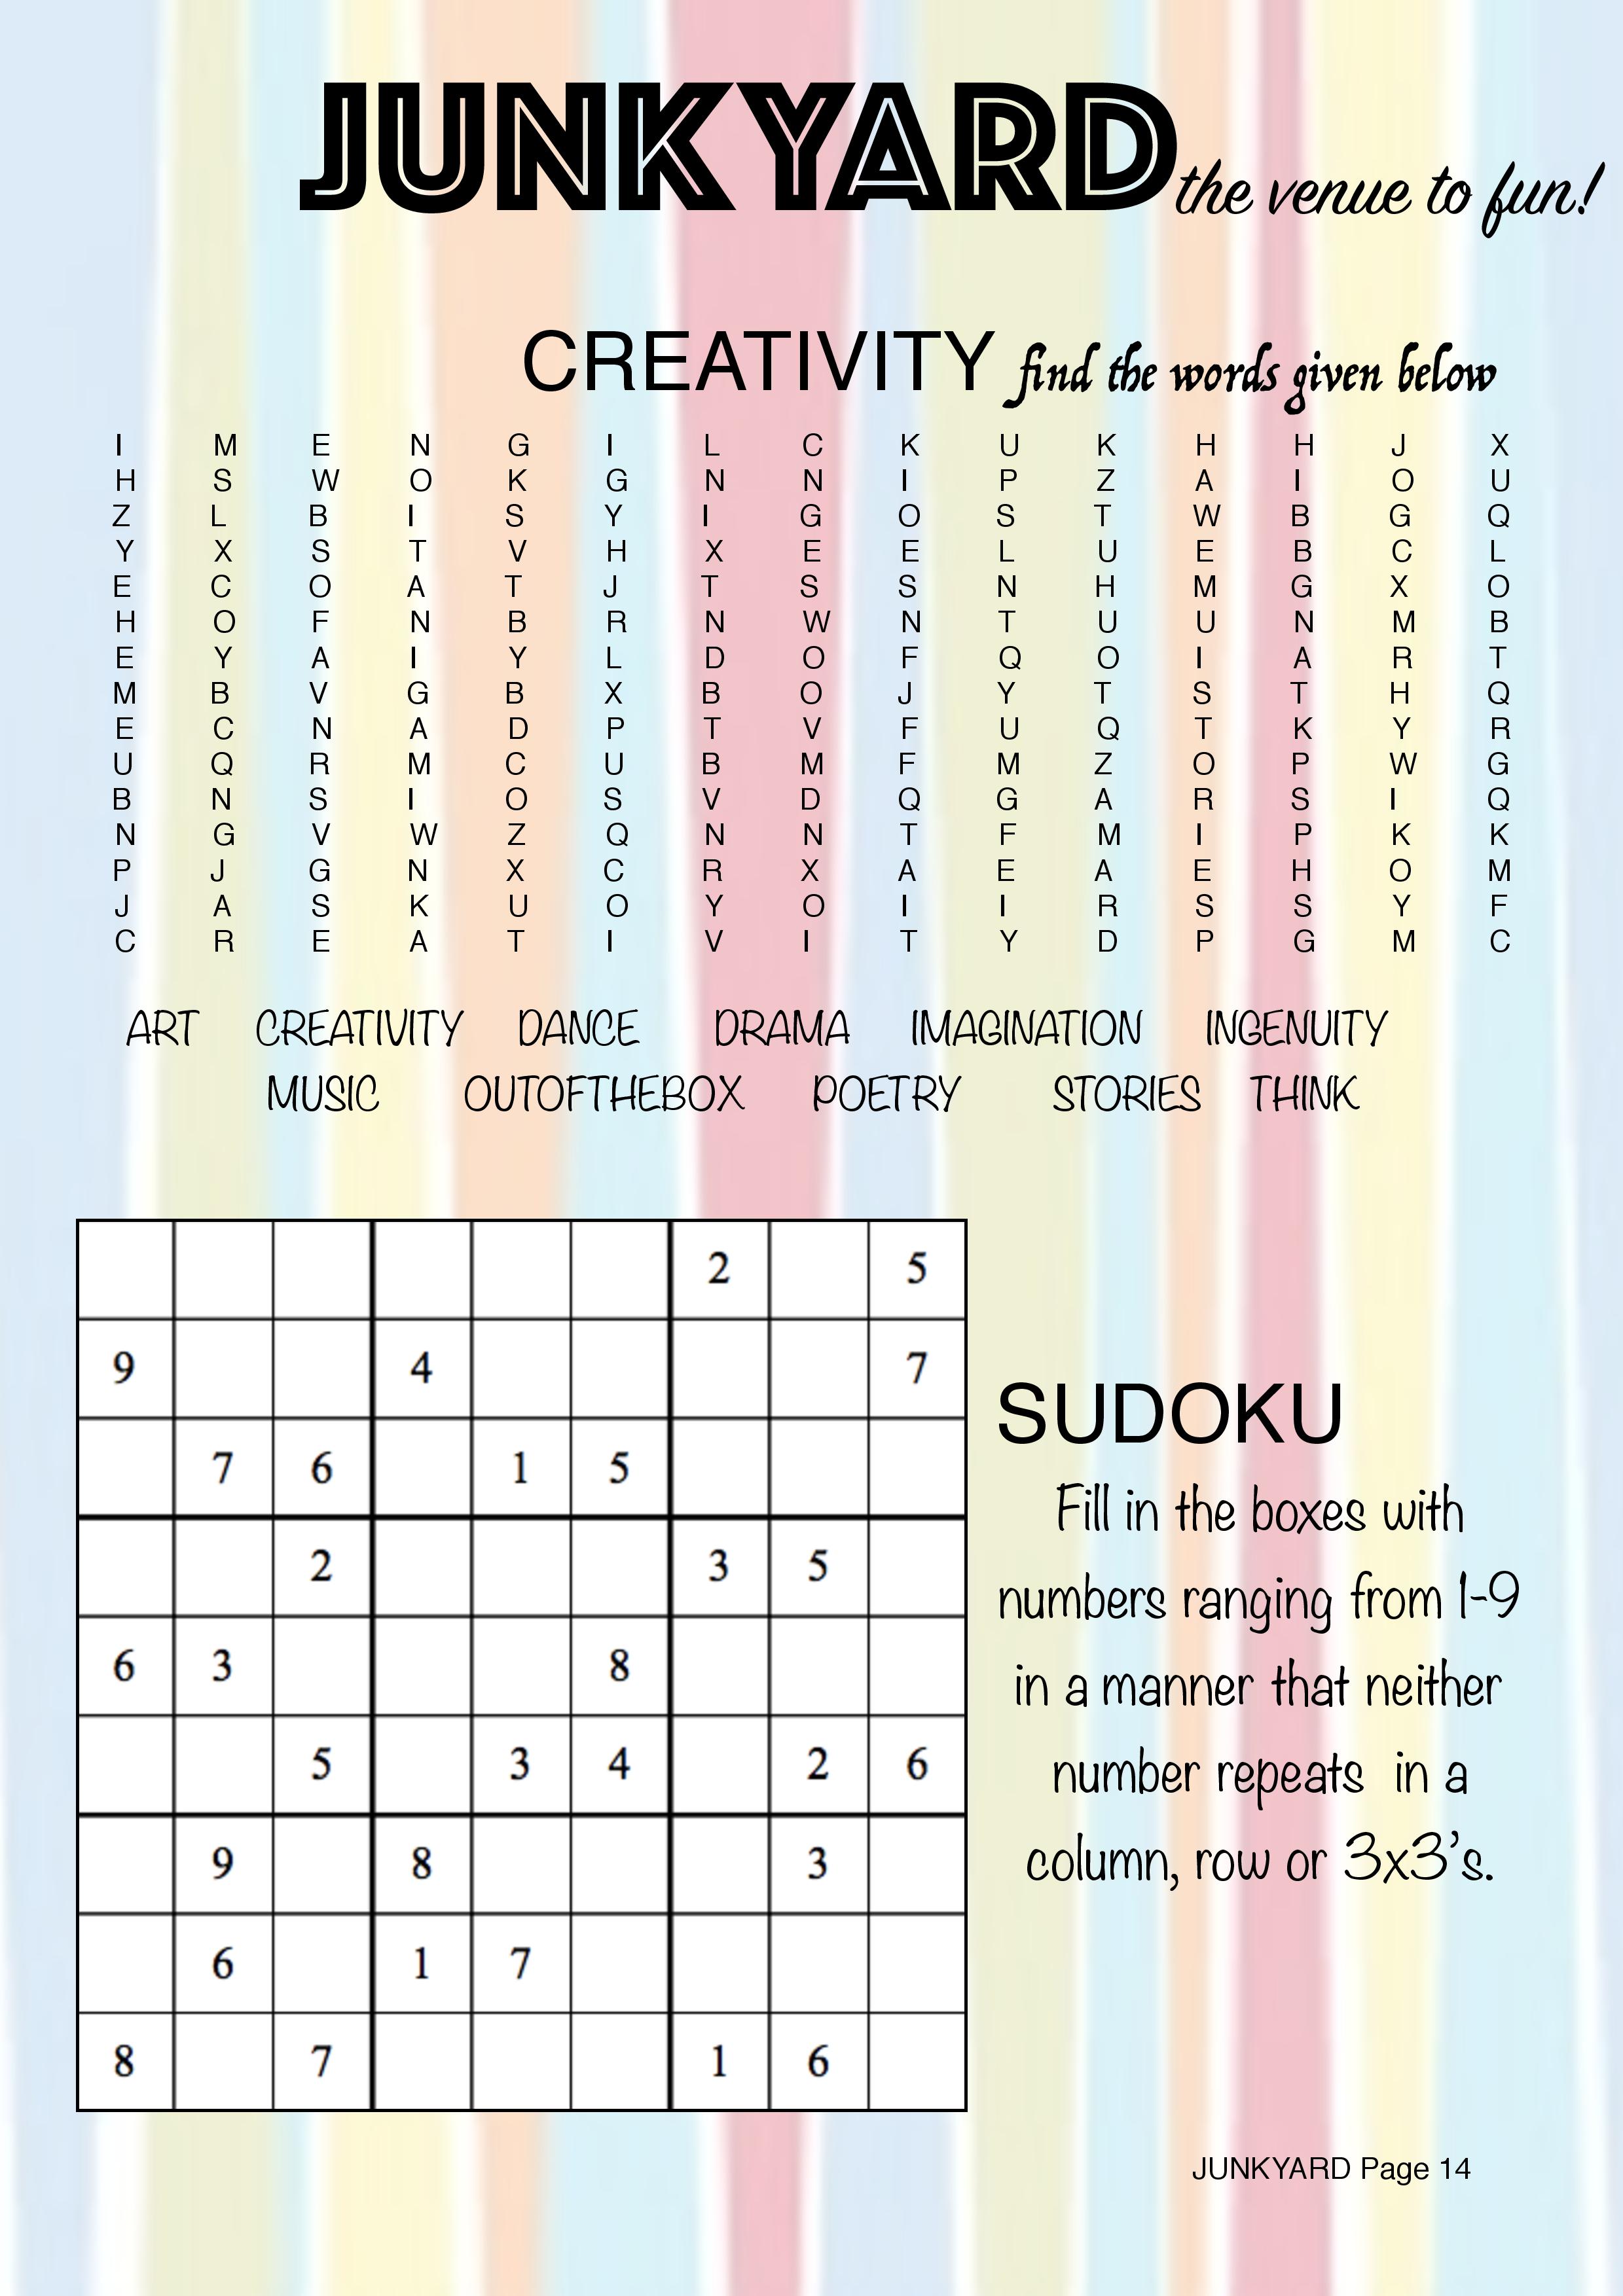 JUNKYARD the venue to fun!
CREATIVITY find the words given below
I M E N G I L C K U K H H J X
H S W O K G N N I P Z A I O U
Z L B I S Y I G O S T W B G Q
Y X S T V H X E E L U E B C L
E C O A T J T S S N H M G X O
H O F N B R N W N T U U N M B
E Y A I Y L D O F Q O I A R T
M B V G B X B O J Y T S T H Q
E C N A D P T V F U Q T K Y R
U Q R M C U B M F M Z O P W G
B N S I O S V D Q G A R S I Q
N G V W Z Q N N T F M I P K K
P J G N X C R X A E A E H O M
J A S K U O Y O I I R S S Y F
C R E A T I V I T Y D P G M C
ART CREATIVITY DANCE DRAMA IMAGINATION INGENUITY
MUSIC OUTOFTHEBOX POETRY STORIES THINK
2 5
9 4 7
7 6 1 5
2 3 5
6 3 8
5 3 4 2 6
9 8 3
6 1 7
8 7 1 6
SUDOKU
Fill in the boxes with
numbers ranging from 1-9
in a manner that neither
number repeats in a
column, row or 3x3's.
JUNKYARD Page 14